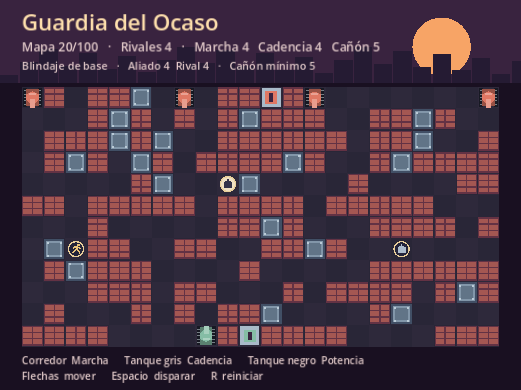 Guardia del Ocaso
Mapa 20/100 · Rivales 4 · Marcha 4 Cadencia 4 Cañón 5
Blindaje de base · Aliado 4 Rival 4 · Cañón mínimo 5
Corredor Marcha Tanque gris Cadencia Tanque negro Potencia
Flechas mover Espacio disparar R reiniciar